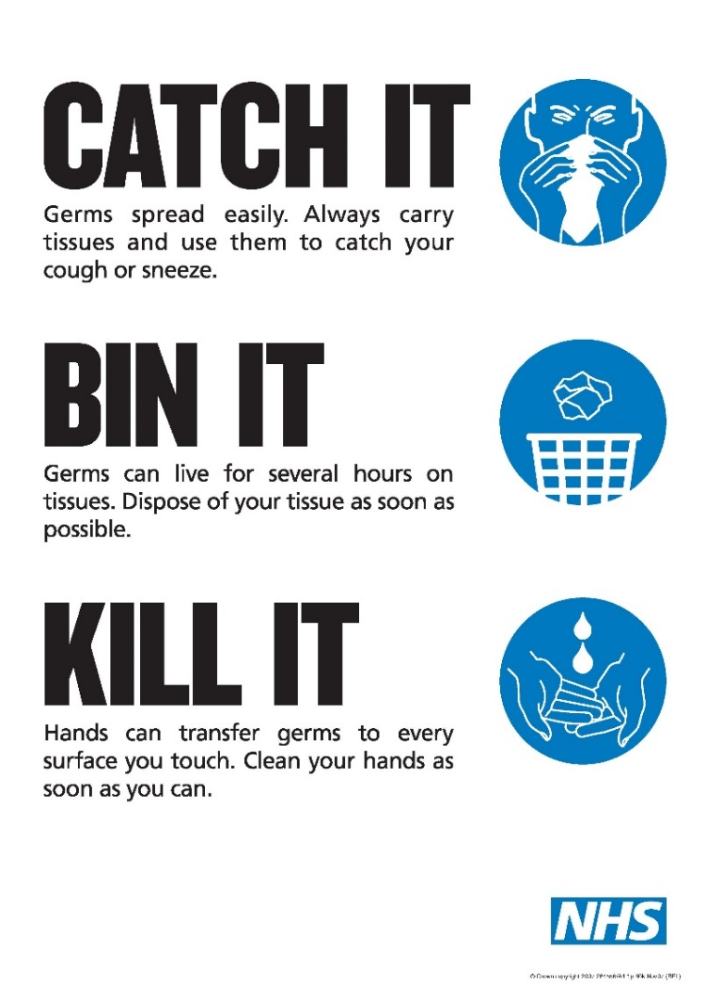 CATCH IT
Germs spread easily. Always carry
tissues and use them to catch your
cough or sneeze.
BIN IT
Germs can live for several hours on
tissues. Dispose of your tissue as soon as
possible.
KILL IT
Hands can transfer germs to every
surface you touch. Clean your hands as
soon as you can.
NHS
© Crown copyright 2007